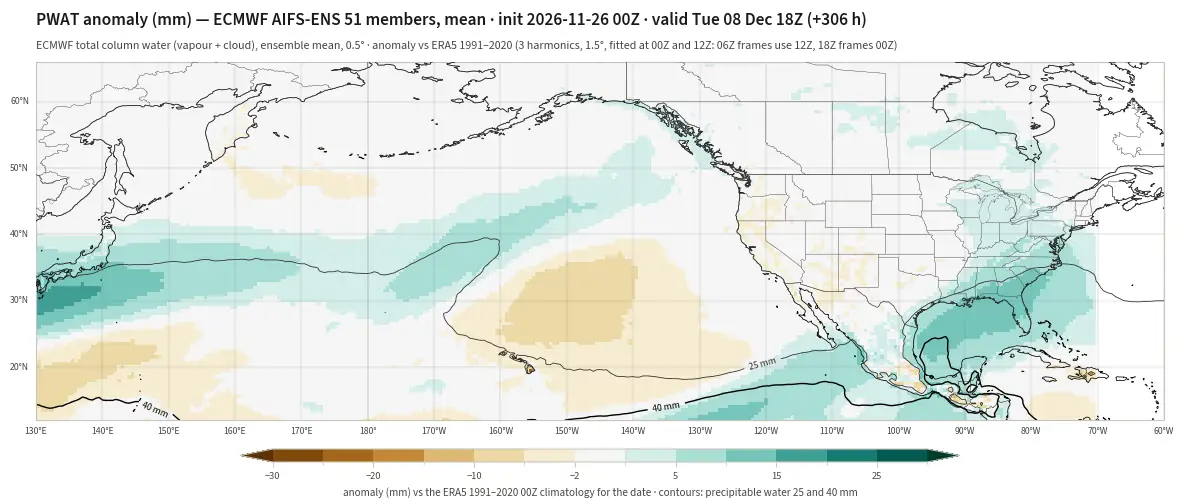 PWAT anomaly (mm) — ECMWF AIFS-ENS 51 members, mean · init 2026-11-26 00Z · valid Tue 08 Dec 18Z (+306 h)
ECMWF total column water (vapour + cloud), ensemble mean, 0.5° · anomaly vs ERA5 1991–2020 (3 harmonics, 1.5°, fitted at 00Z and 12Z: 06Z frames use 12Z, 18Z frames 00Z)
60°N
50°N
40°N
30°N
20°N
25 mm
40 mm
40 mm
130°E 140°E 150°E 160°E 170°E 180° 170°W 160°W 150°W 140°W 130°W 120°W 110°W 100°W 90°W 80°W 70°W 60°W
−30 −20 −10 −2 5 15 25
anomaly (mm) vs the ERA5 1991–2020 00Z climatology for the date · contours: precipitable water 25 and 40 mm